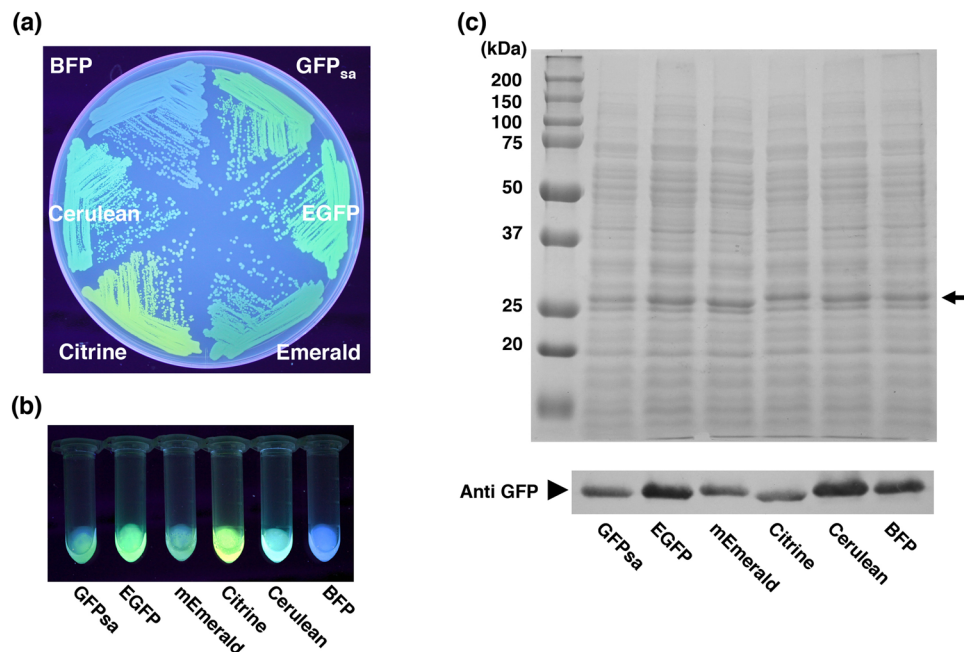 (a)
BFP
GFPsa
Cerulean
EGFP
Citrine
Emerald
(b)
GFPsa
EGFP
mEmerald
Citrine
Cerulean
BFP
(c)
(kDa)
200
150
100
75
50
37
25
20
Anti GFP
GFPsa
EGFP
mEmerald
Citrine
Cerulean
BFP